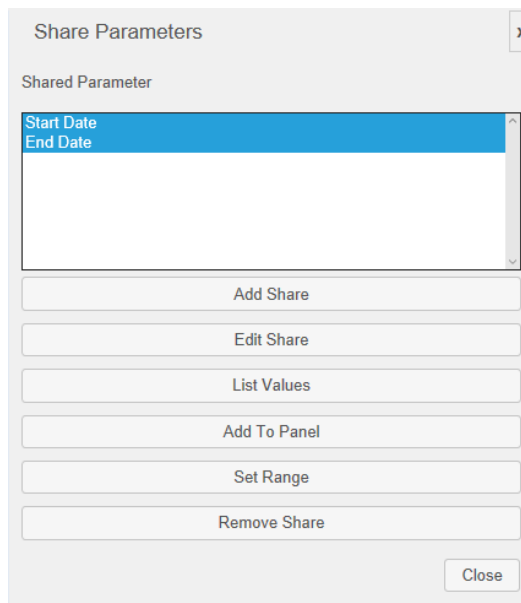 Share Parameters
Shared Parameter
Start Date
End Date
Add Share
Edit Share
List Values
Add To Panel
Set Range
Remove Share
Close